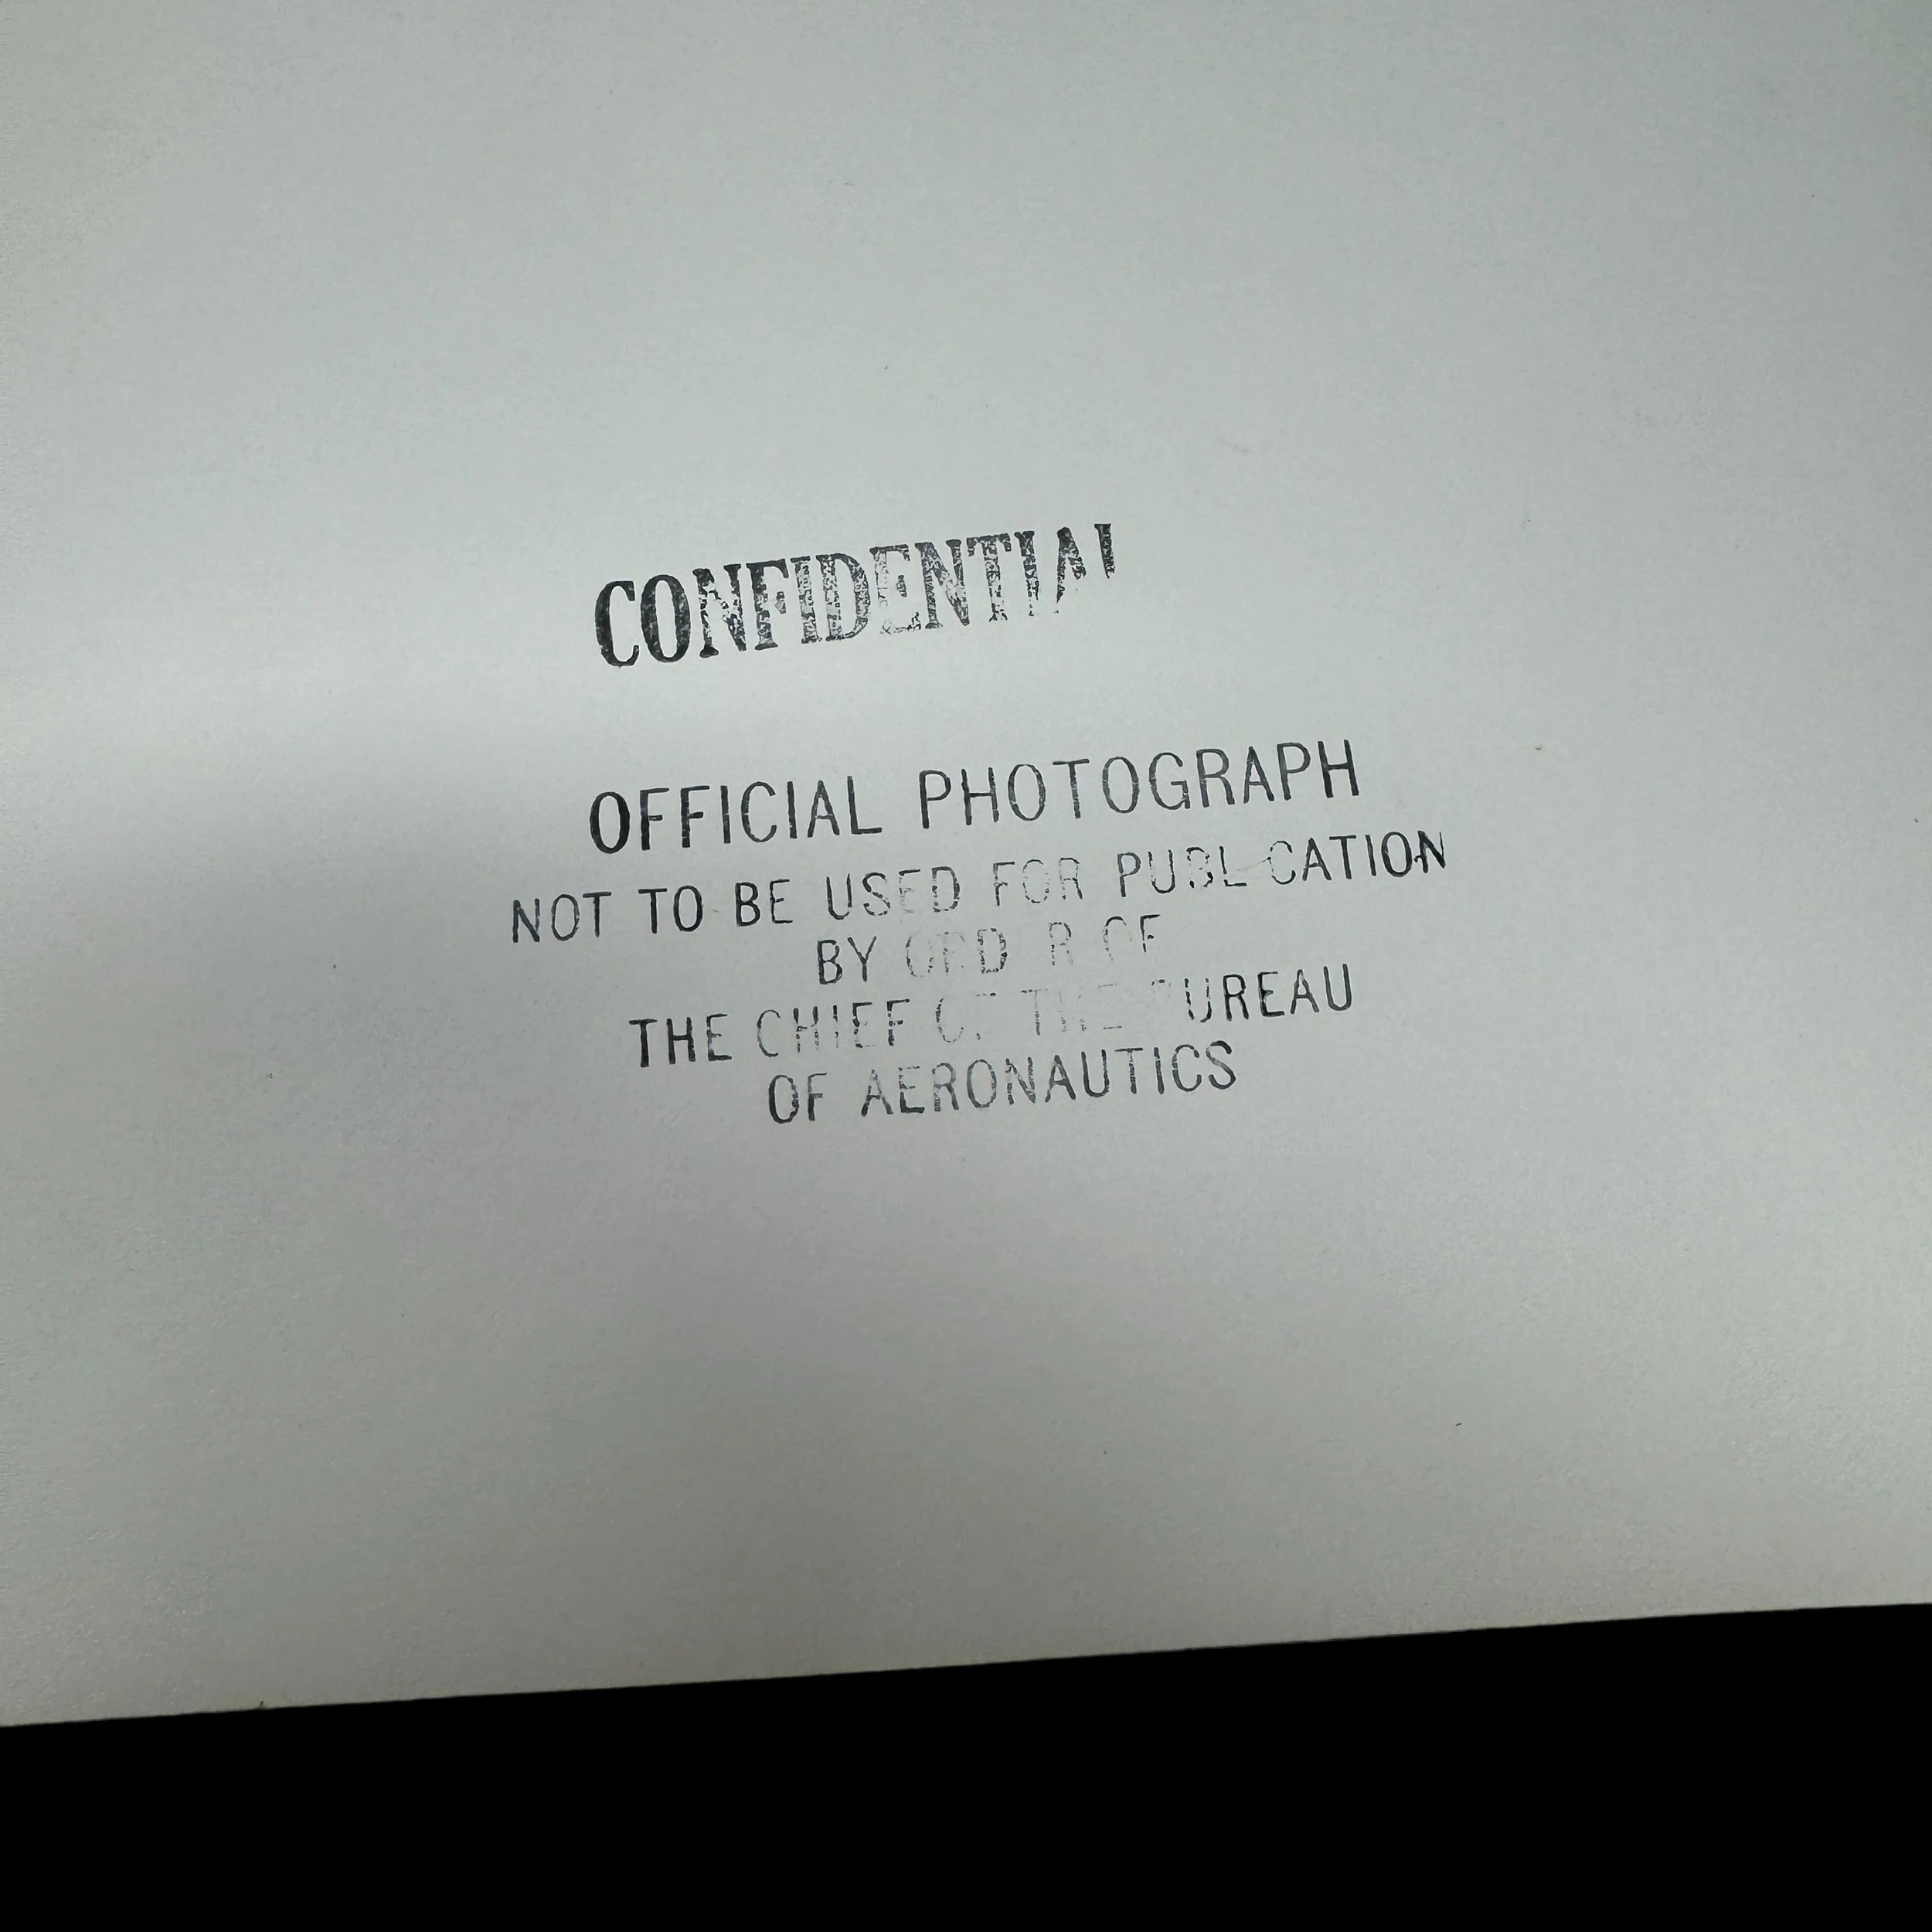 CONFIDENTIAL
OFFICIAL PHOTOGRAPH
NOT TO BE USED FOR PUBLICATION
BY ORDER OF
THE CHIEF OF THE BUREAU
OF AERONAUTICS